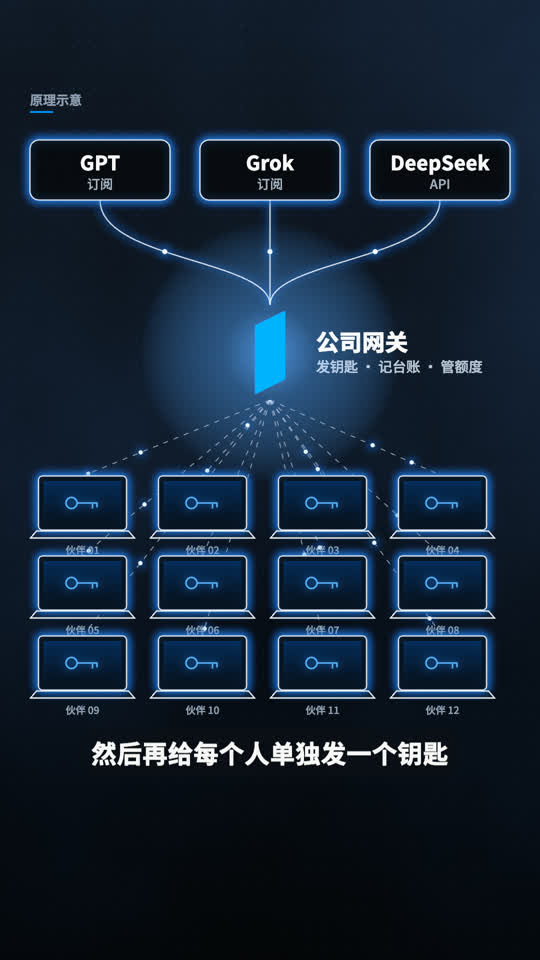 原理示意
GPT
订阅
Grok
订阅
DeepSeek
API
公司网关
发钥匙 · 记台账 · 管额度
伙伴 01
伙伴 02
伙伴 03
伙伴 04
伙伴 05
伙伴 06
伙伴 07
伙伴 08
伙伴 09
伙伴 10
伙伴 11
伙伴 12
然后再给每个人单独发一个钥匙